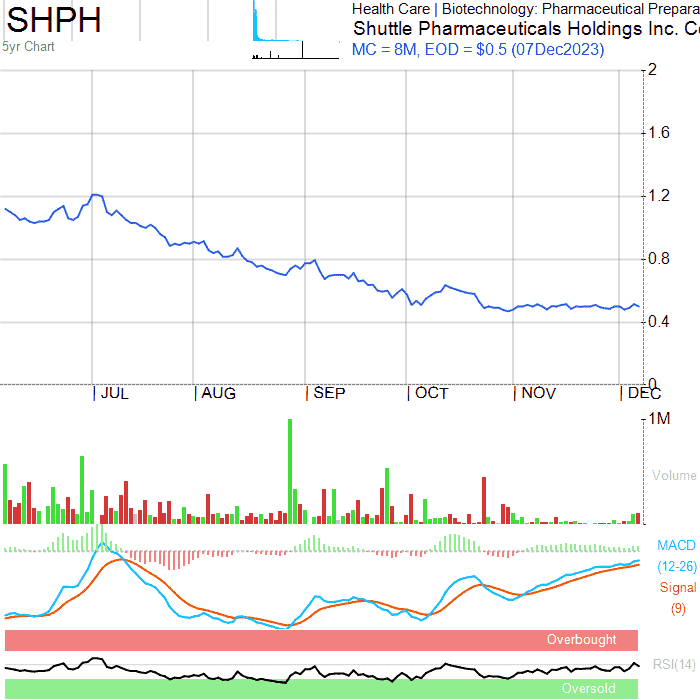 SHPH
5yr Chart
Health Care | Biotechnology: Pharmaceutical Prepara
Shuttle Pharmaceuticals Holdings Inc. Co
MC = 8M, EOD = $0.5 (07Dec2023)
2
1.6
1.2
0.8
0.4
0
JUL
AUG
SEP
OCT
NOV
DEC
1M
Volume
MACD
(12-26)
Signal
(9)
Overbought
RSI(14)
Oversold